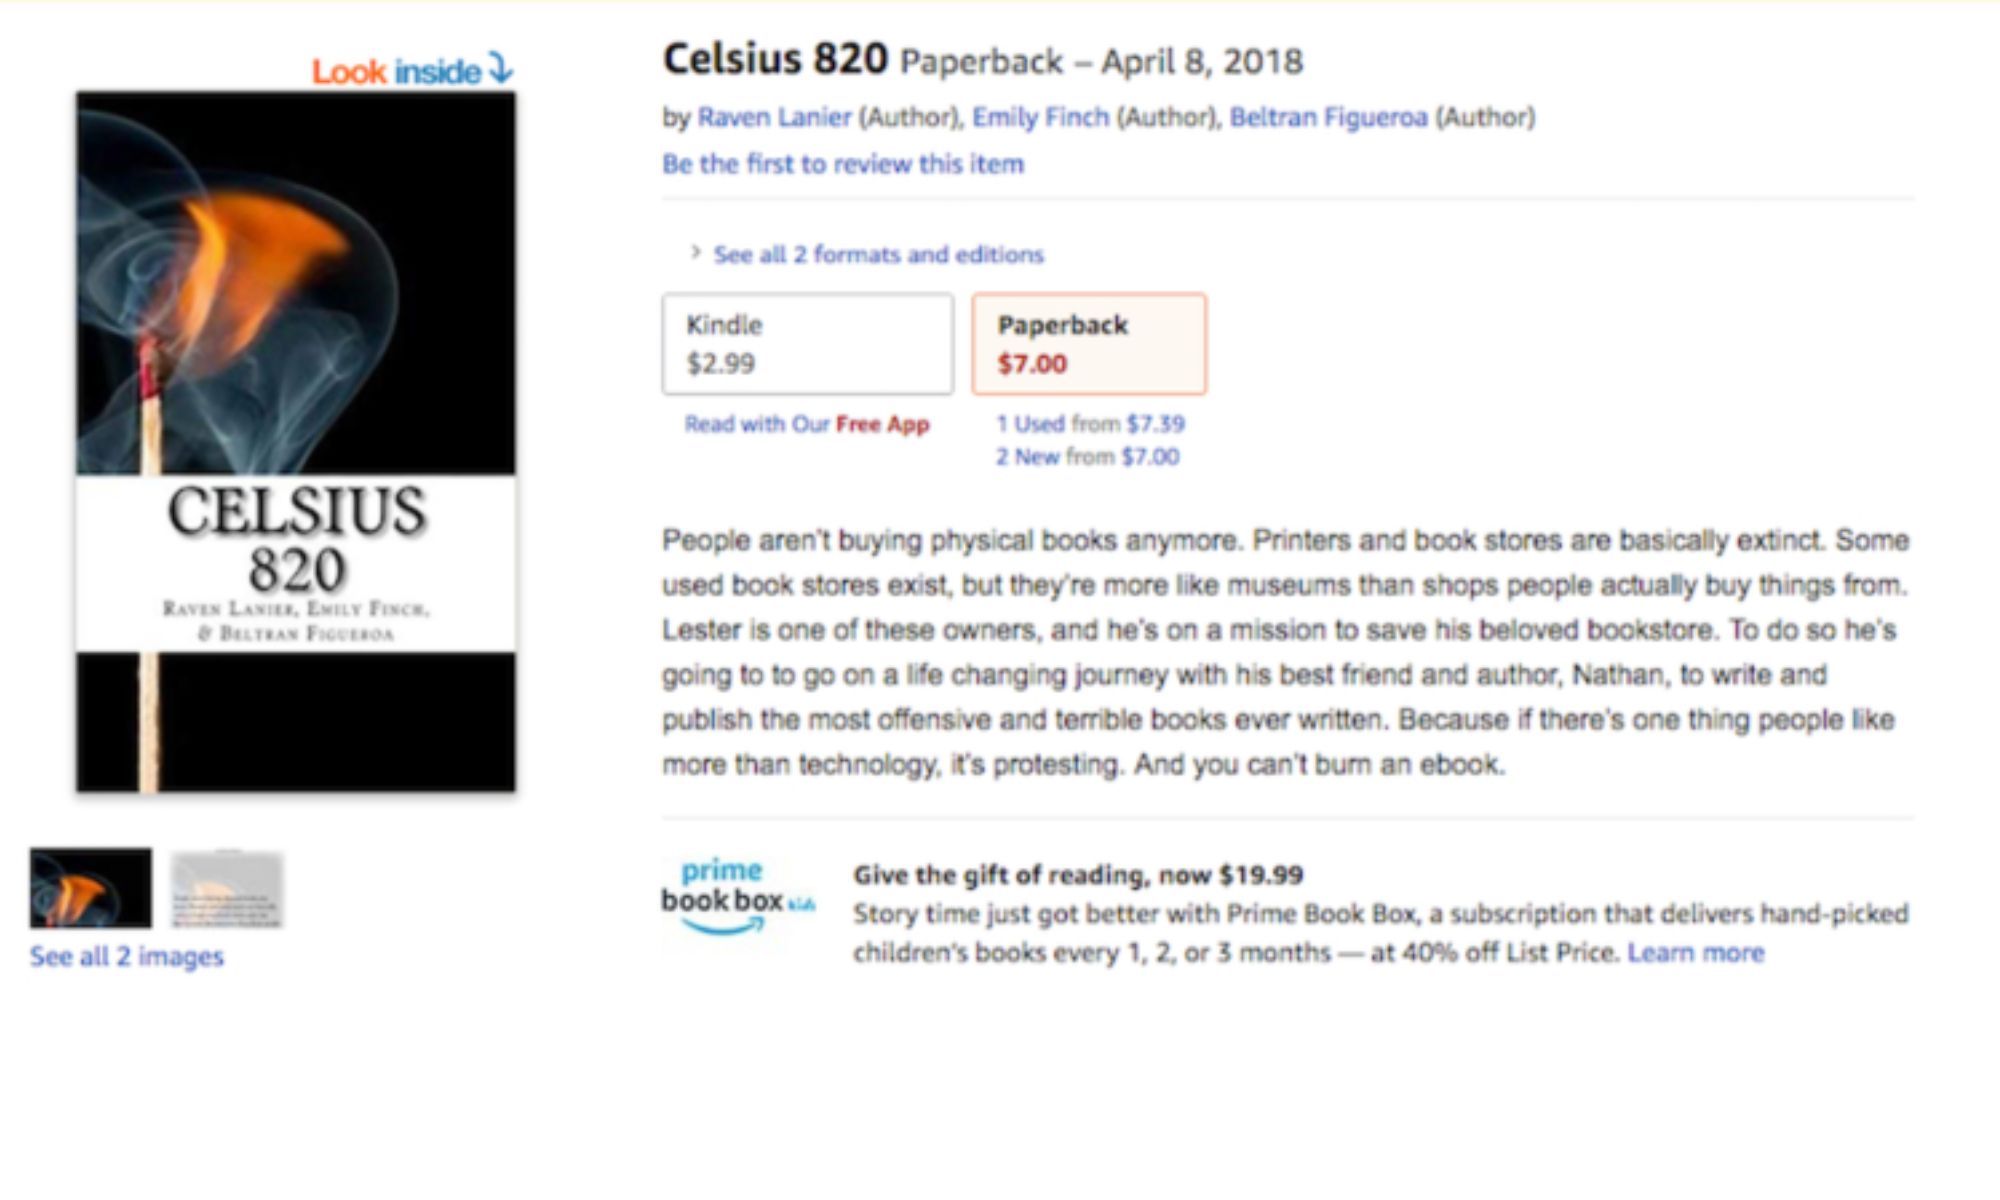 Look inside
CELSIUS
820
RAVEN LANIER, EMILY FINCH,
& BELTRAN FIGUEROA
See all 2 images
Celsius 820 Paperback – April 8, 2018
by Raven Lanier (Author), Emily Finch (Author), Beltran Figueroa (Author)
Be the first to review this item
See all 2 formats and editions
Kindle
$2.99
Read with Our Free App
Paperback
$7.00
1 Used from $7.39
2 New from $7.00
People aren't buying physical books anymore. Printers and book stores are basically extinct. Some
used book stores exist, but they're more like museums than shops people actually buy things from.
Lester is one of these owners, and he's on a mission to save his beloved bookstore. To do so he's
going to to go on a life changing journey with his best friend and author, Nathan, to write and
publish the most offensive and terrible books ever written. Because if there's one thing people like
more than technology, it's protesting. And you can't burn an ebook.
prime
book box kids
Give the gift of reading, now $19.99
Story time just got better with Prime Book Box, a subscription that delivers hand-picked
children's books every 1, 2, or 3 months — at 40% off List Price. Learn more